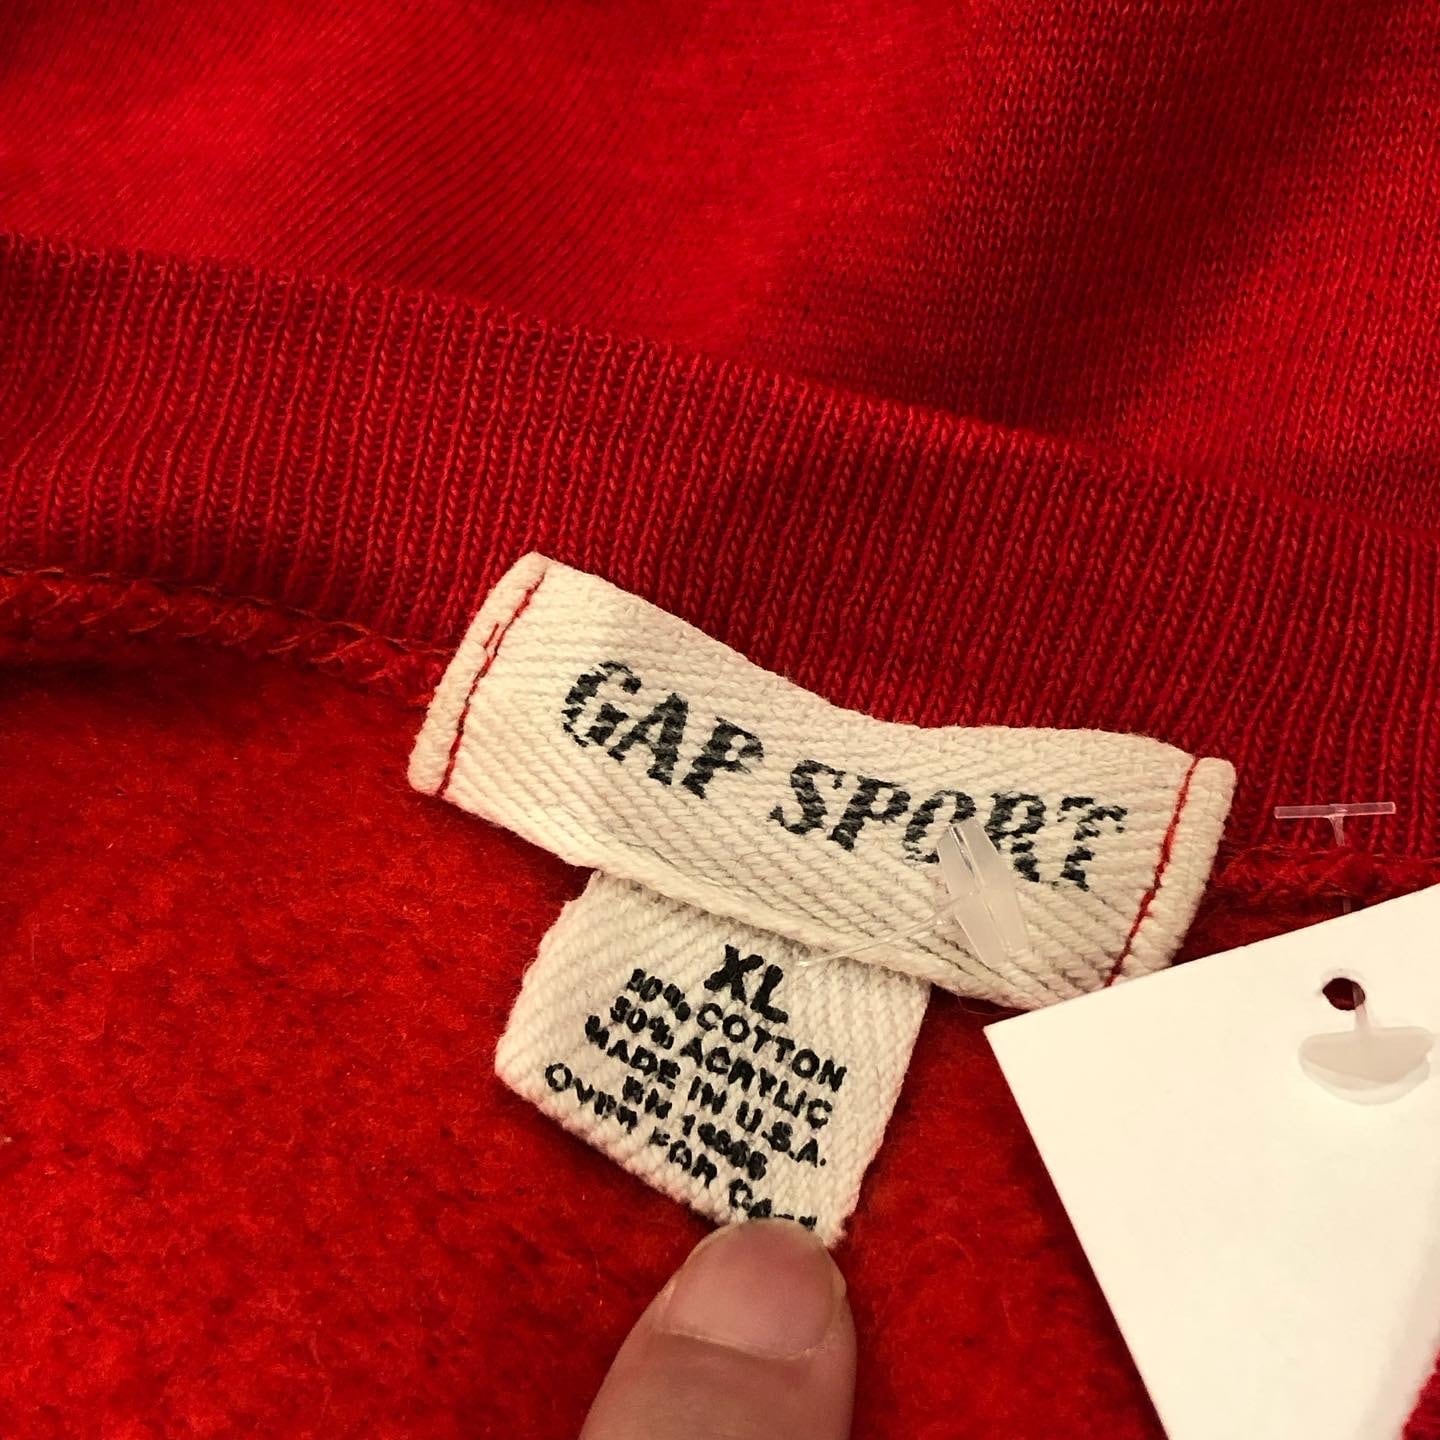 GAP SPORT
XL
50% COTTON
50% ACRYLIC
MADE IN U.S.A.
RN
OVER FOR